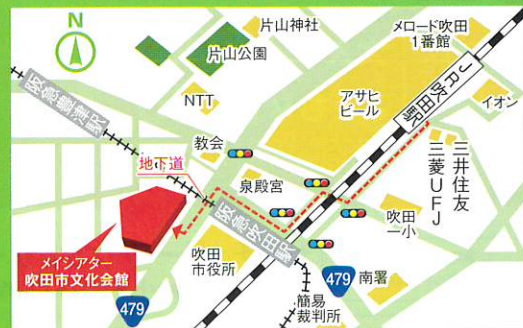 N
片山神社
片山公園
メロード吹田
1番館
JR吹田駅
イオン
阪急豊津駅
NTT
アサヒ
ビール
教会
地下道
泉殿宮
三井住友
三菱UFJ
阪急吹田駅
吹田
一小
メイシアター
吹田市文化会館
吹田
市役所
479
479
南署
簡易
裁判所